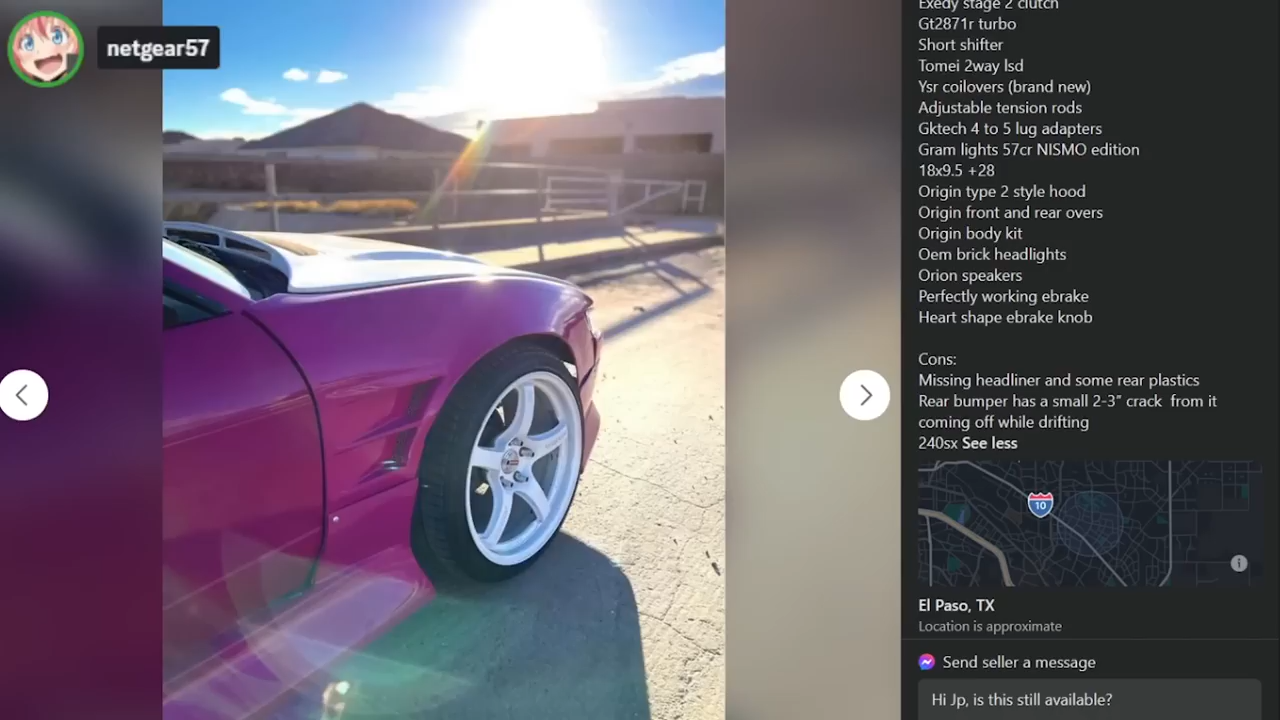 netgear57
Exedy stage 2 clutch
Gt2871r turbo
Short shifter
Tomei 2way lsd
Ysr coilovers (brand new)
Adjustable tension rods
Gktech 4 to 5 lug adapters
Gram lights 57cr NISMO edition
18x9.5 +28
Origin type 2 style hood
Origin front and rear overs
Origin body kit
Oem brick headlights
Orion speakers
Perfectly working ebrake
Heart shape ebrake knob
Cons:
Missing headliner and some rear plastics
Rear bumper has a small 2-3” crack  from it
coming off while drifting
240sx See less
10
El Paso, TX
Location is approximate
Send seller a message
Hi Jp, is this still available?